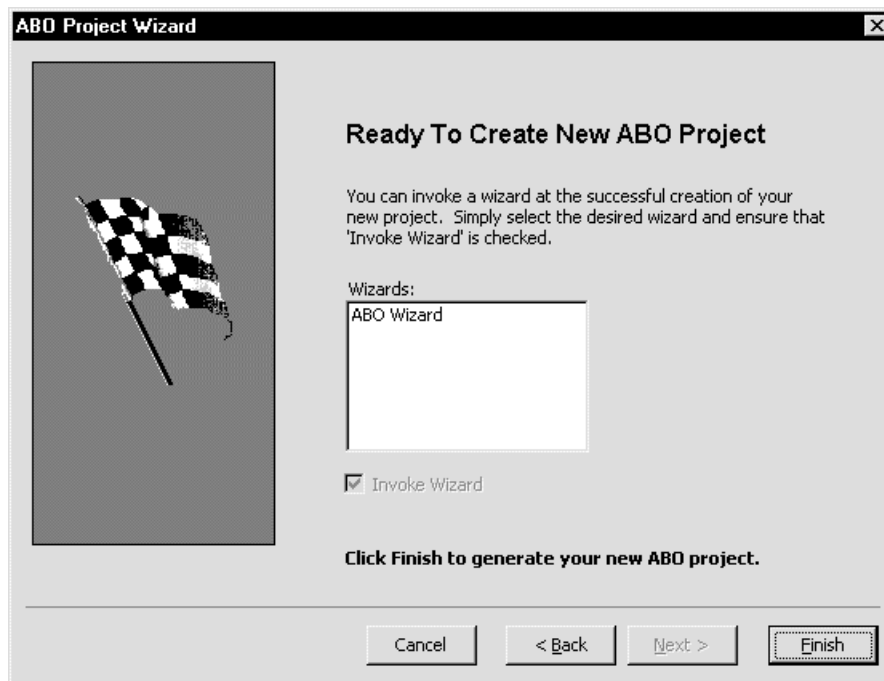 ABO Project Wizard
Ready To Create New ABO Project
You can invoke a wizard at the successful creation of your
new project. Simply select the desired wizard and ensure that
'Invoke Wizard' is checked.
Wizards:
ABO Wizard
Invoke Wizard
Click Finish to generate your new ABO project.
Cancel
< Back
Next >
Finish